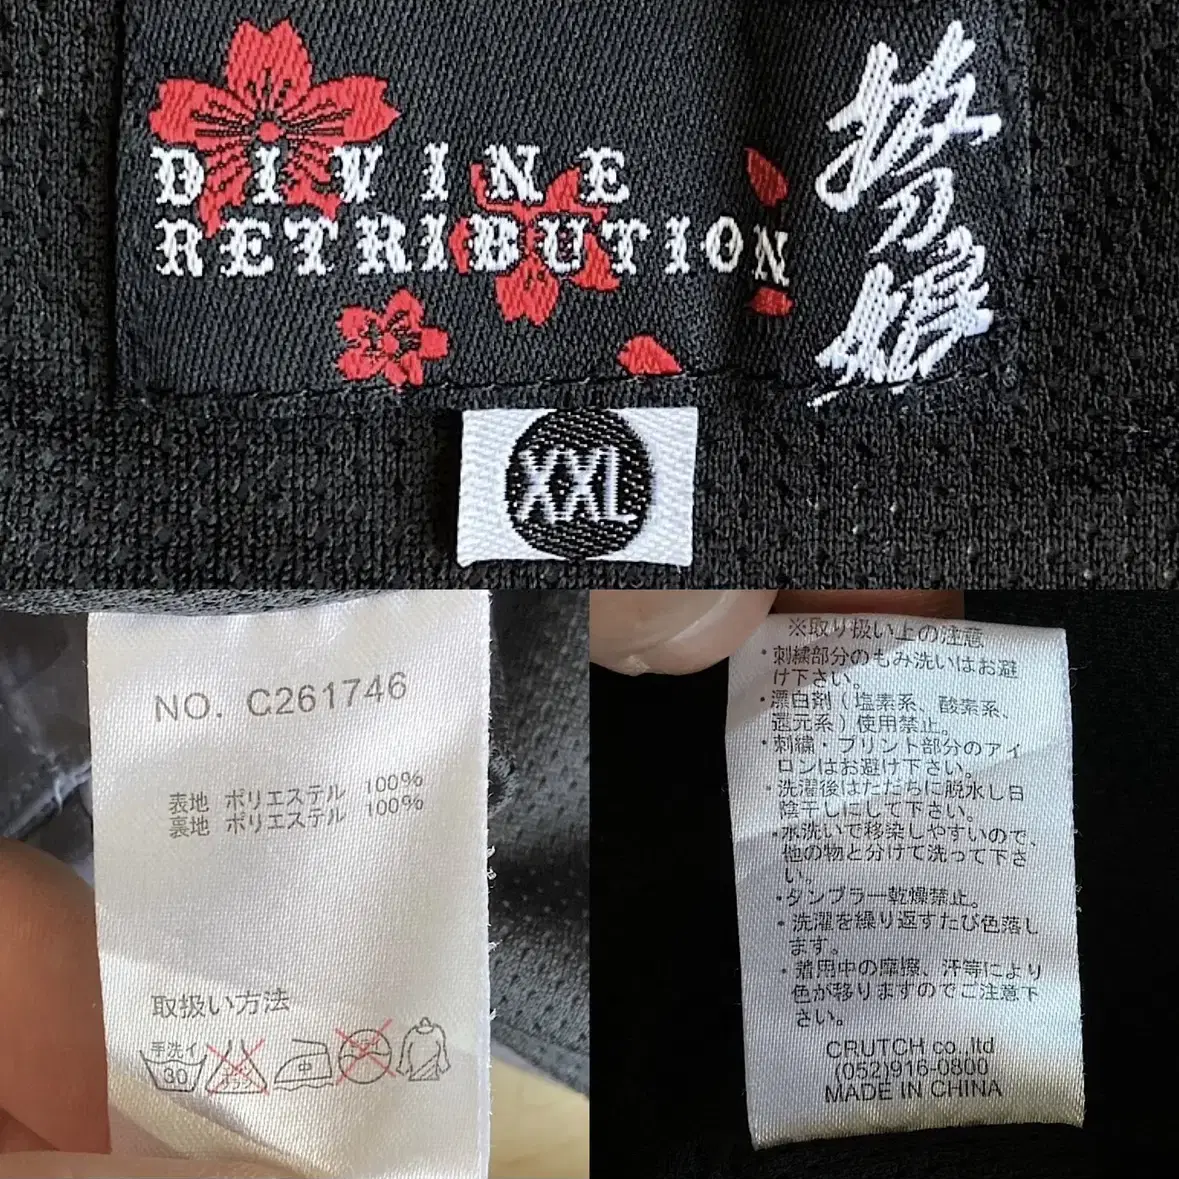 DIVINE
RETRIBUTION
抜刀娘
XXL
NO. C261746
表地 ポリエステル 100%
裏地 ポリエステル 100%
取扱い方法
手洗イ
30
※取り扱い上の注意
・刺繍部分のもみ洗いはお避
け下さい。
・漂白剤(塩素系、酸素系、
還元系)使用禁止。
・刺繍・プリント部分のアイ
ロンはお避け下さい。
・洗濯後はただちに脱水し日
陰干しにして下さい。
・水洗いで移染しやすいので、
他の物と分けて洗って下さ
い。
・タンブラー乾燥禁止。
・洗濯を繰り返すたび色落し
ます。
・着用中の摩擦、汗等により
色が移りますのでご注意下
さい。
CRUTCH co,.ltd
(052)916-0800
MADE IN CHINA